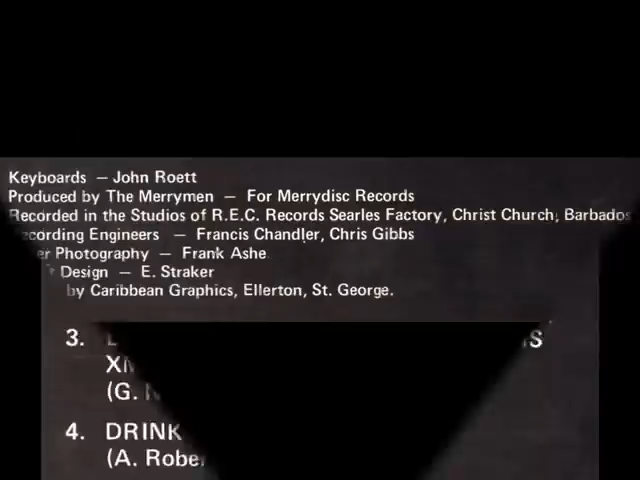 Keyboards – John Roett
Produced by The Merrymen – For Merrydisc Records
Recorded in the Studios of R.E.C. Records Searles Factory, Christ Church, Barbados
Engineers – Francis Chandler, Chris Gibbs
Photography – Frank Ashe
Design – E. Straker
by Caribbean Graphics, Ellerton, St. George.
3.
(G.
4. DRINK
(A.